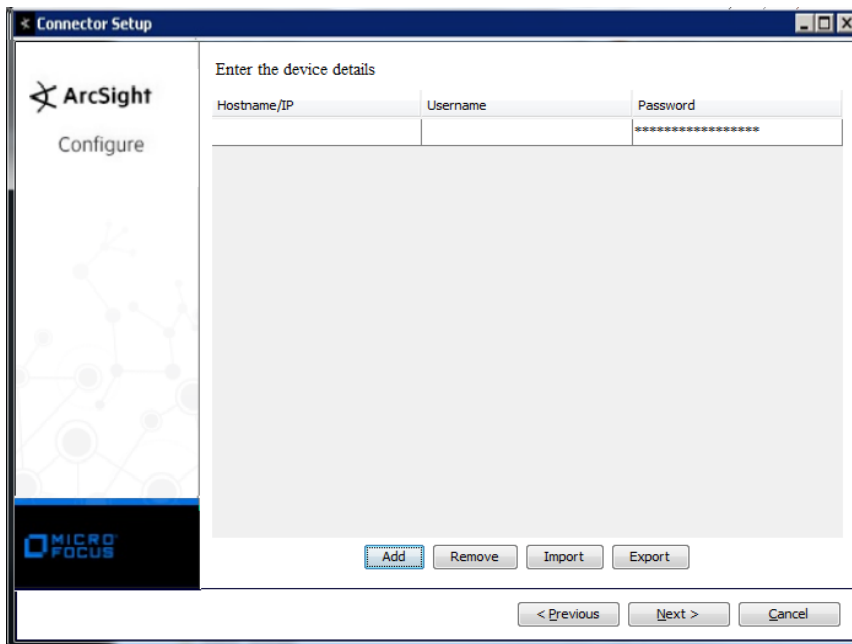 Connector Setup
ArcSight
Configure
Enter the device details
Hostname/IP Username Password
*****************
Add Remove Import Export
MICRO
FOCUS
< Previous Next > Cancel